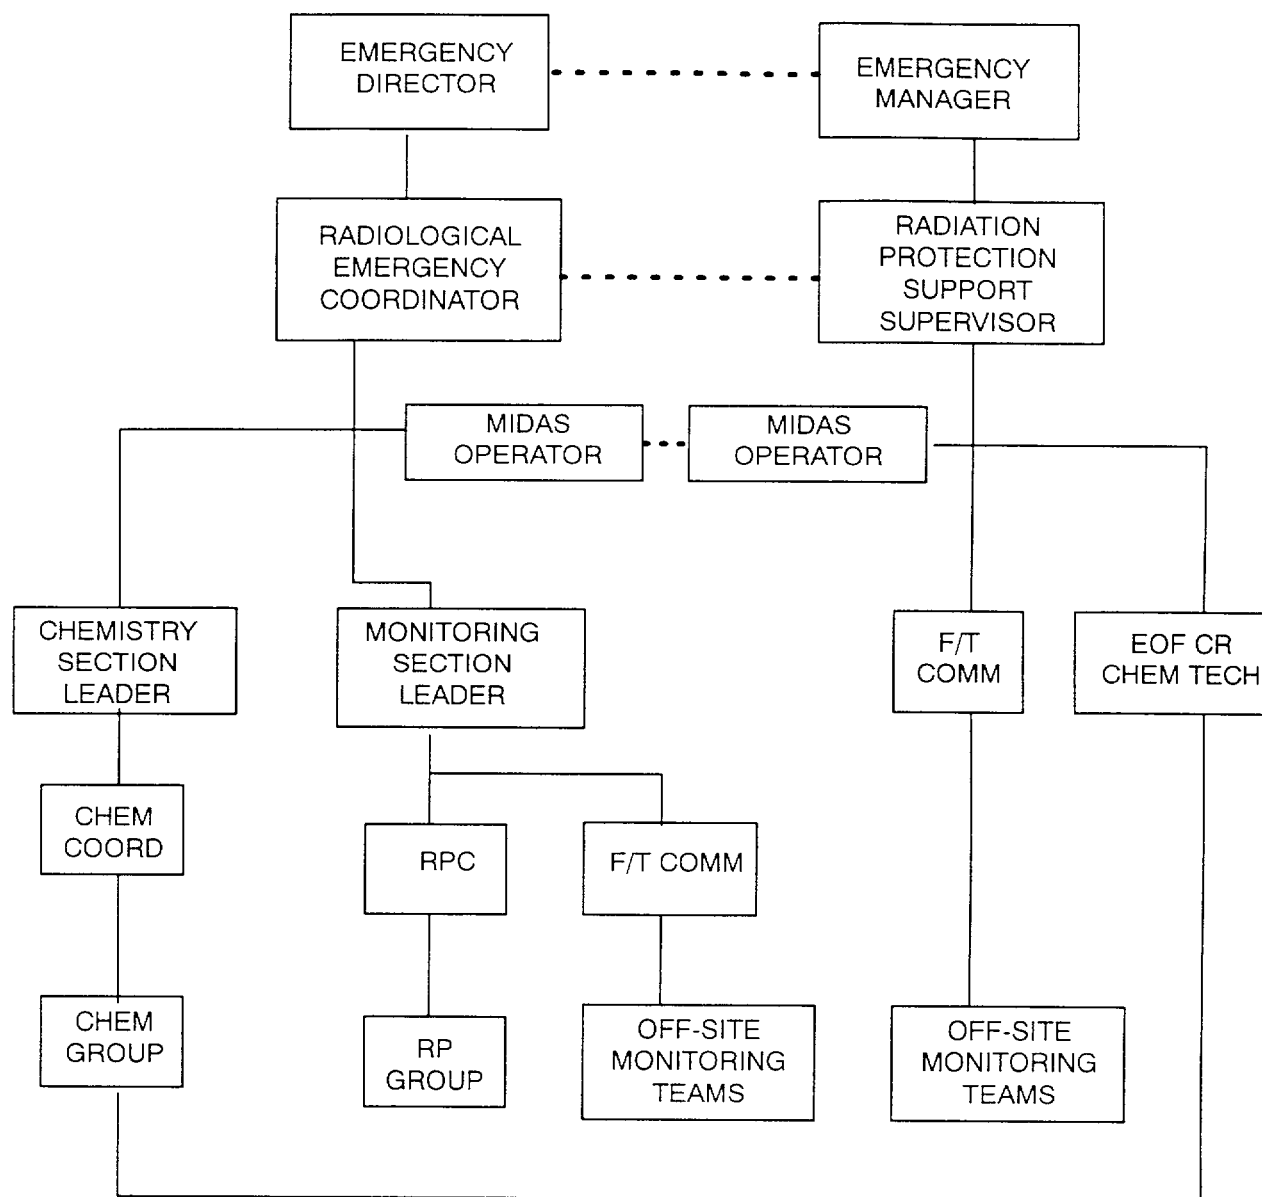 EMERGENCY
DIRECTOR
EMERGENCY
MANAGER
RADIOLOGICAL
EMERGENCY
COORDINATOR
RADIATION
PROTECTION
SUPPORT
SUPERVISOR
MIDAS
OPERATOR
MIDAS
OPERATOR
CHEMISTRY
SECTION
LEADER
MONITORING
SECTION
LEADER
F/T
COMM
EOF CR
CHEM TECH
CHEM
COORD
RPC
F/T COMM
CHEM
GROUP
RP
GROUP
OFF-SITE
MONITORING
TEAMS
OFF-SITE
MONITORING
TEAMS